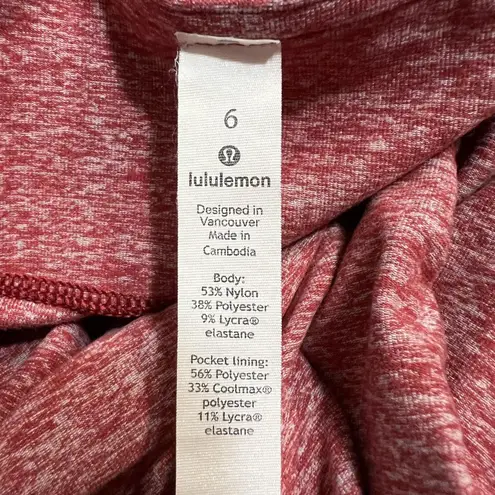 6
lululemon
Designed in
Vancouver
Made in
Cambodia
Body:
53% Nylon
38% Polyester
9% Lycra®
elastane
Pocket lining:
56% Polyester
33% Coolmax®
polyester
11% Lycra®
elastane